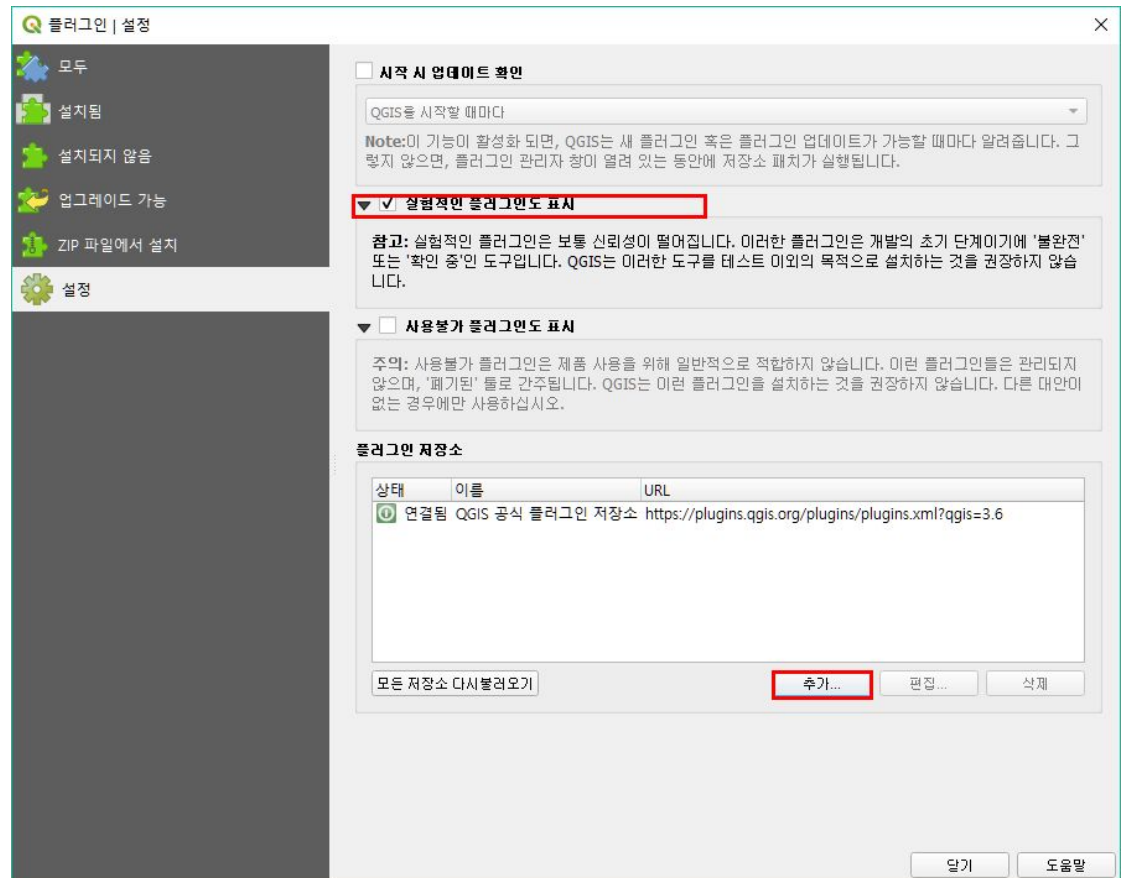 플러그인 | 설정
모두
설치됨
설치되지 않음
업그레이드 가능
ZIP 파일에서 설치
설정
시작 시 업데이트 확인
QGIS를 시작할 때마다
Note:이 기능이 활성화 되면, QGIS는 새 플러그인 혹은 플러그인 업데이트가 가능할 때마다 알려줍니다. 그
렇지 않으면, 플러그인 관리자 창이 열려 있는 동안에 저장소 패치가 실행됩니다.
실험적인 플러그인도 표시
참고: 실험적인 플러그인은 보통 신뢰성이 떨어집니다. 이러한 플러그인은 개발의 초기 단계이기에 '불완전'
또는 '확인 중'인 도구입니다. QGIS는 이러한 도구를 테스트 이외의 목적으로 설치하는 것을 권장하지 않습
니다.
사용불가 플러그인도 표시
주의: 사용불가 플러그인은 제품 사용을 위해 일반적으로 적합하지 않습니다. 이런 플러그인들은 관리되지
않으며, '폐기된' 툴로 간주됩니다. QGIS는 이런 플러그인을 설치하는 것을 권장하지 않습니다. 다른 대안이
없는 경우에만 사용하십시오.
플러그인 저장소
상태 이름 URL
연결됨 QGIS 공식 플러그인 저장소 https://plugins.qgis.org/plugins/plugins.xml?qgis=3.6
모든 저장소 다시불러오기 추가... 편집... 삭제
닫기 도움말